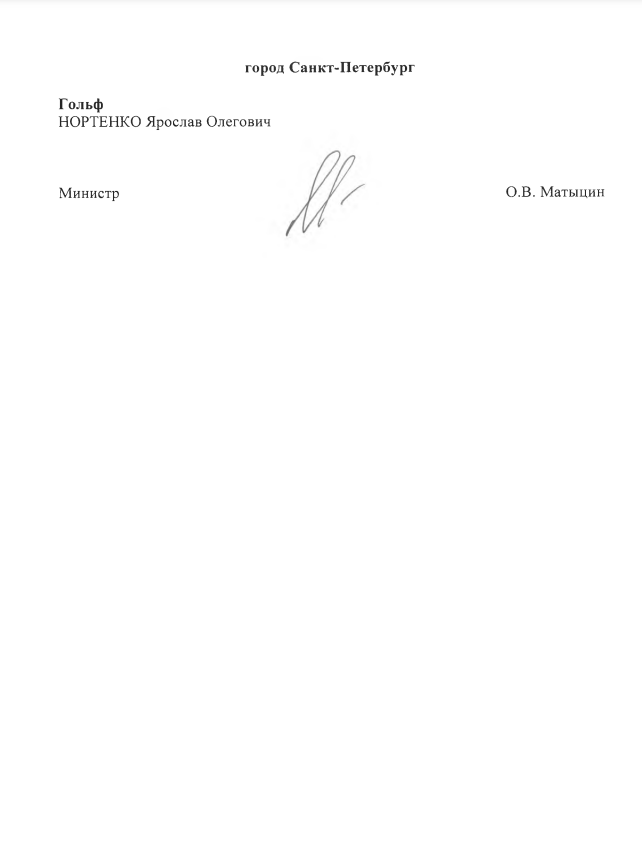 город Санкт-Петербург
Гольф
НОРТЕНКО Ярослав Олегович
Министр
О.В. Матыцин